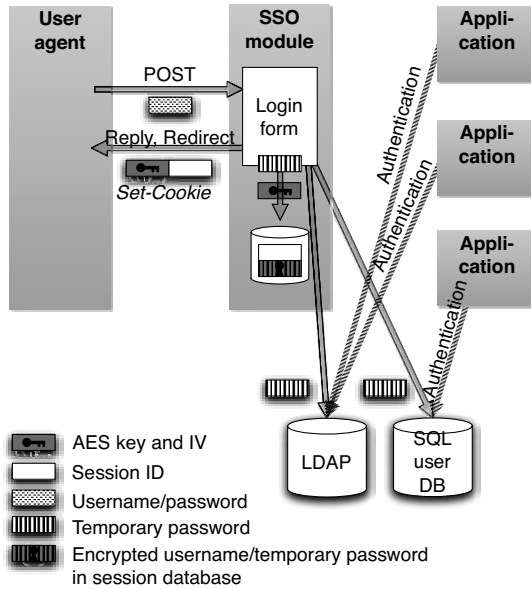 User
agent
SSO
module
Appli-
cation
POST
Login
form
Reply, Redirect
Set-Cookie
Authentication
Appli-
cation
Authentication
Appli-
cation
Authentication
LDAP
SQL
user
DB
AES key and IV
Session ID
Username/password
Temporary password
Encrypted username/temporary password
in session database